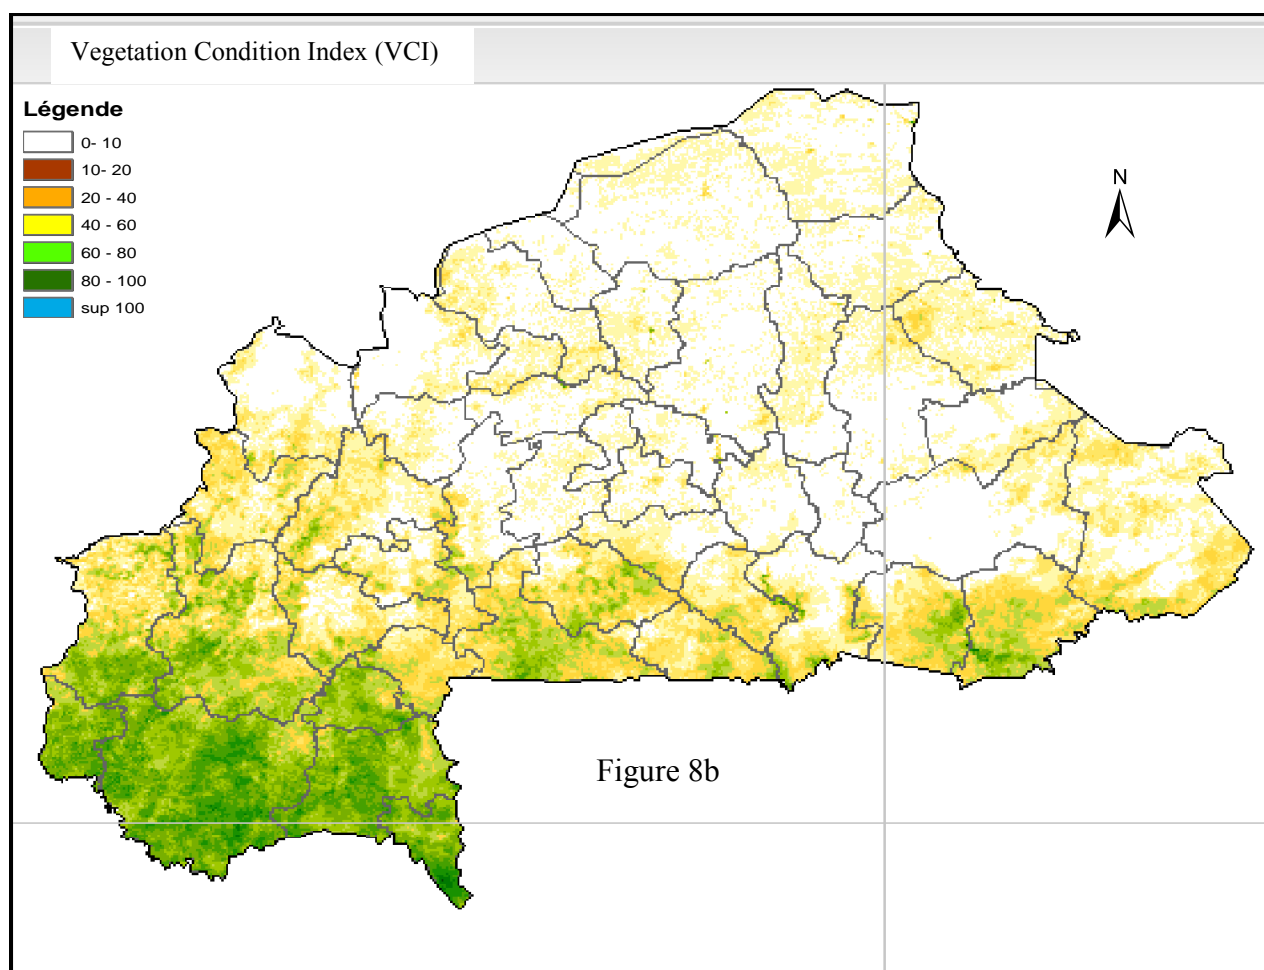 Vegetation Condition Index (VCI)
Légende
0- 10
10- 20
20 - 40
40 - 60
60 - 80
80 - 100
sup 100
N
Figure 8b